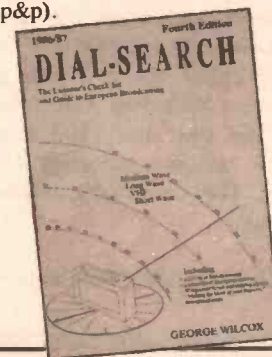 p&p).
1986/87
Fourth Edition
DIAL-SEARCH
The Listener's Check list
and Guide to European Broadcasting
Medium Wave
Long Wave
VHF
Short Wave
Including
GEORGE WILCOX